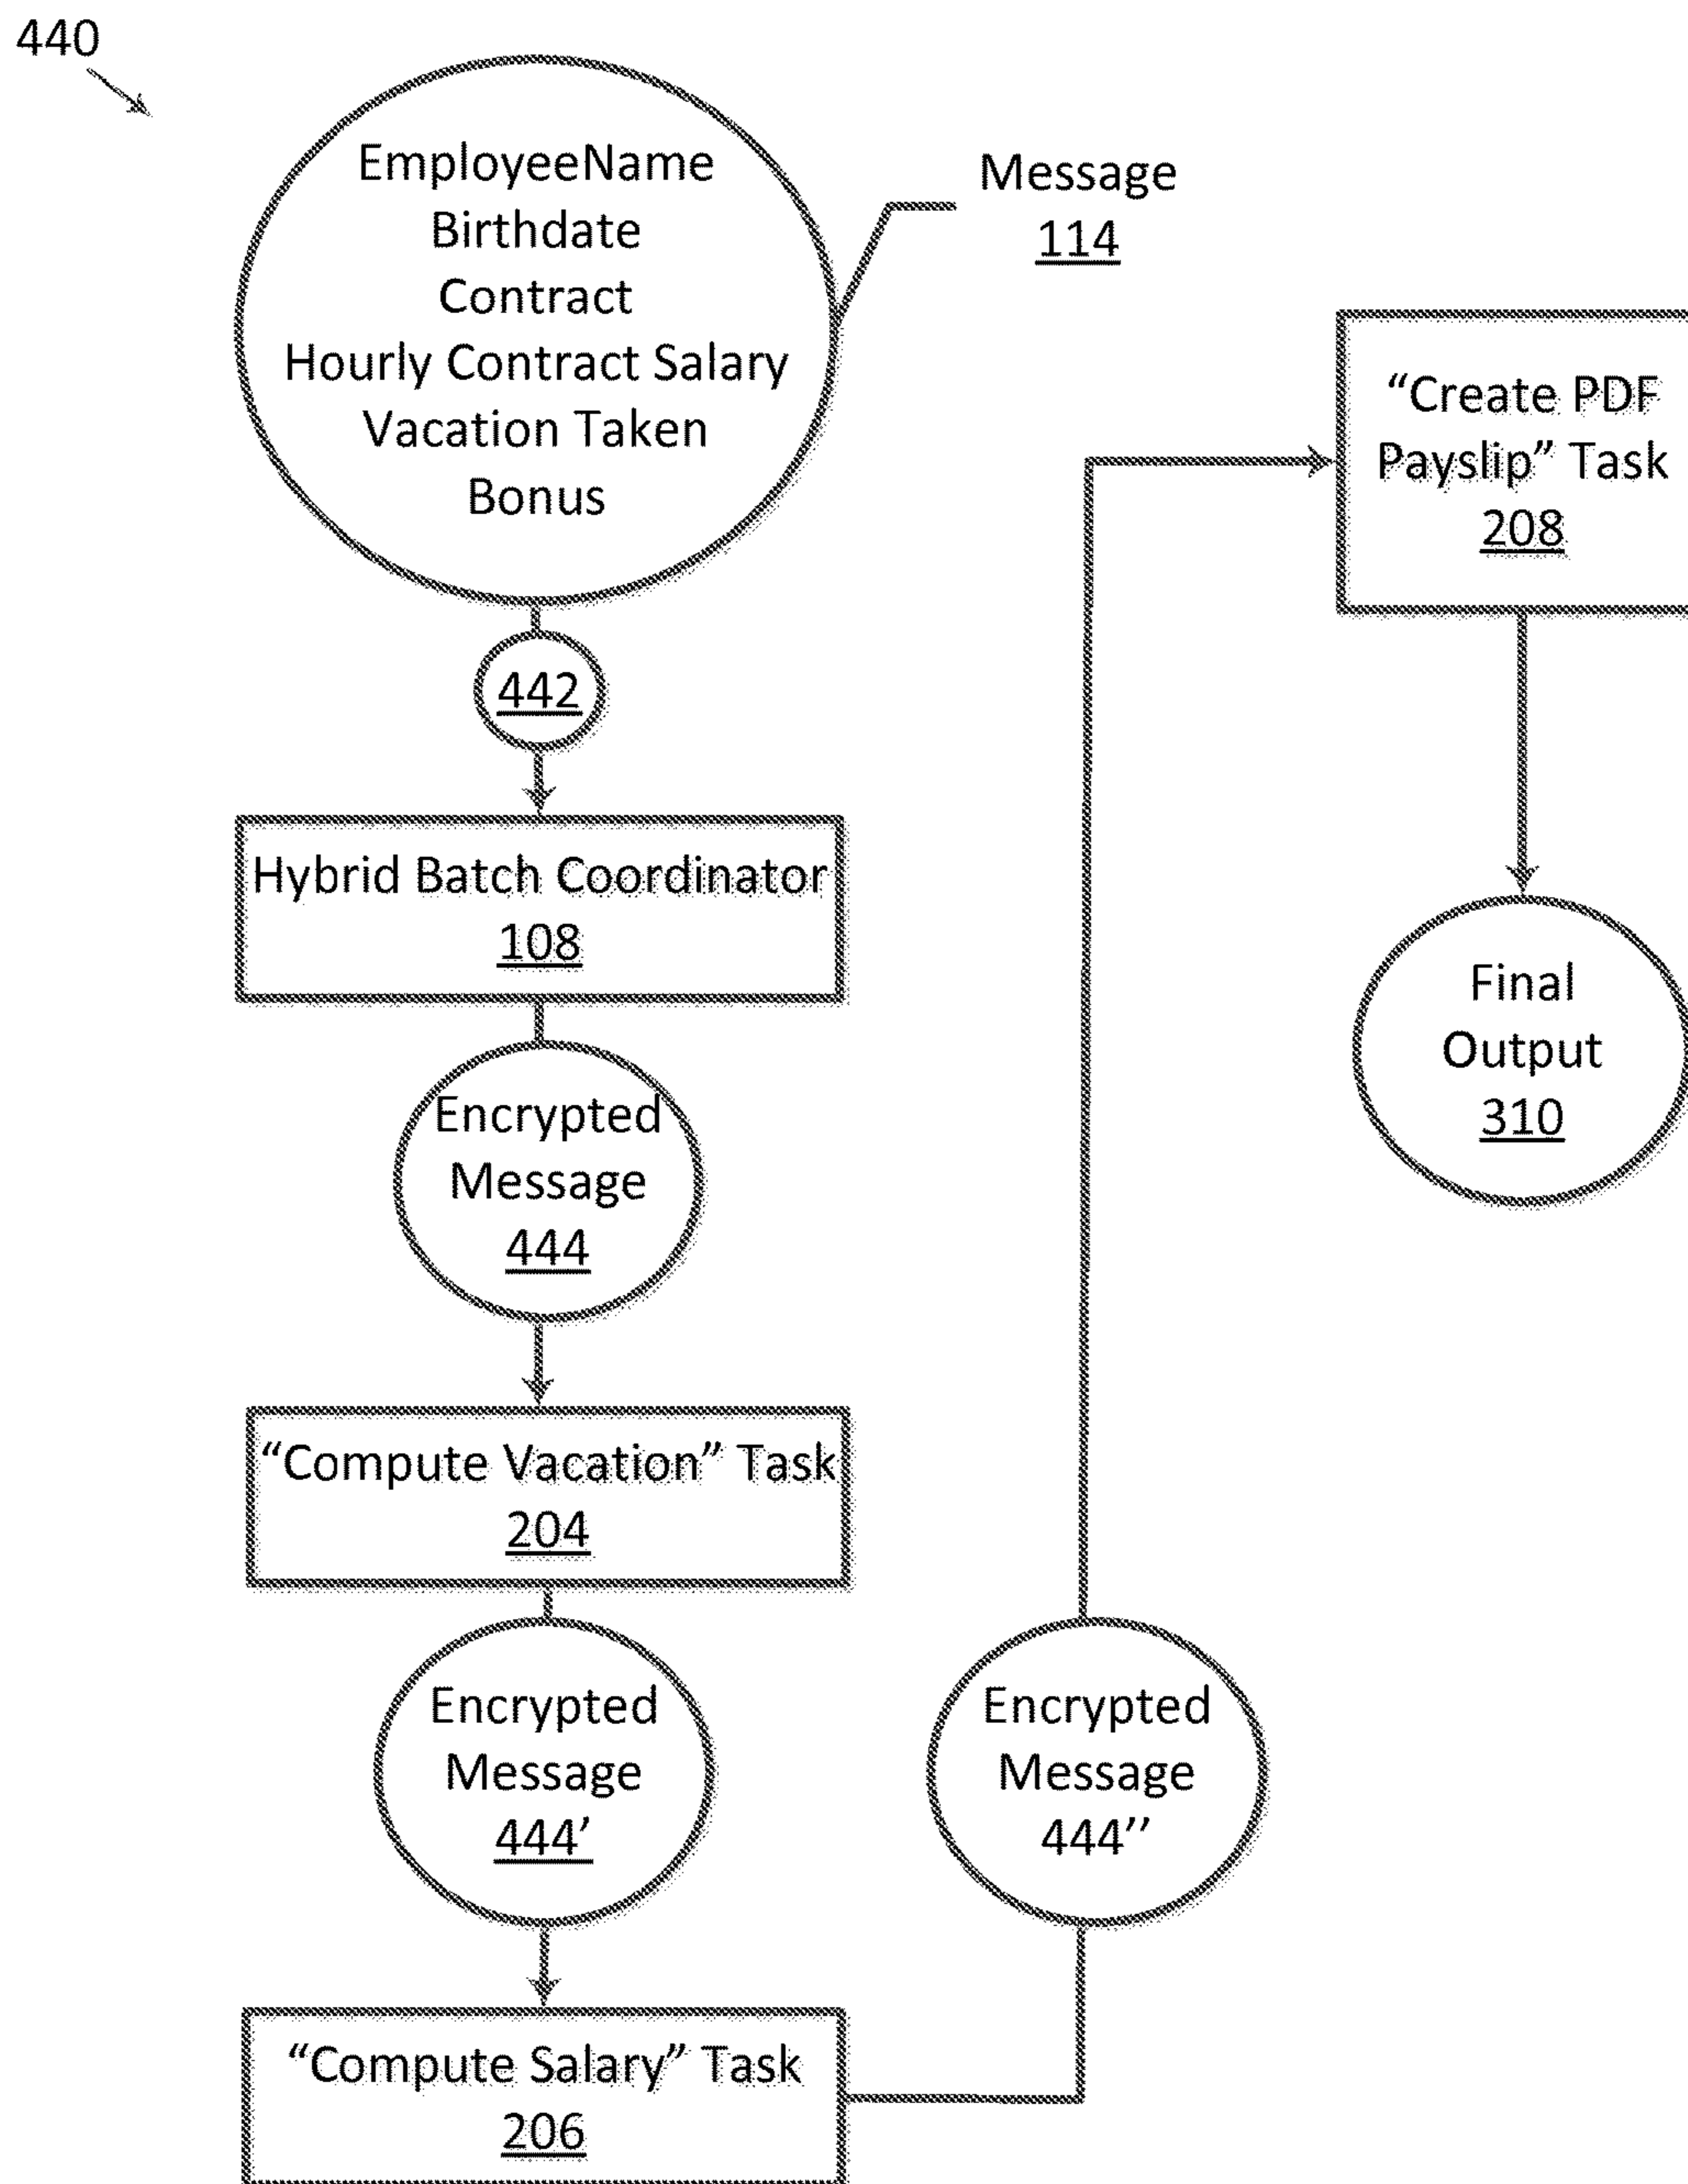 440
EmployeeName
Birthdate
Contract
Hourly Contract Salary
Vacation Taken
Bonus
Message
114
442
Hybrid Batch Coordinator
108
Encrypted
Message
444
“Compute Vacation” Task
204
Encrypted
Message
444’
“Compute Salary” Task
206
Encrypted
Message
444’’
“Create PDF
Payslip” Task
208
Final
Output
310